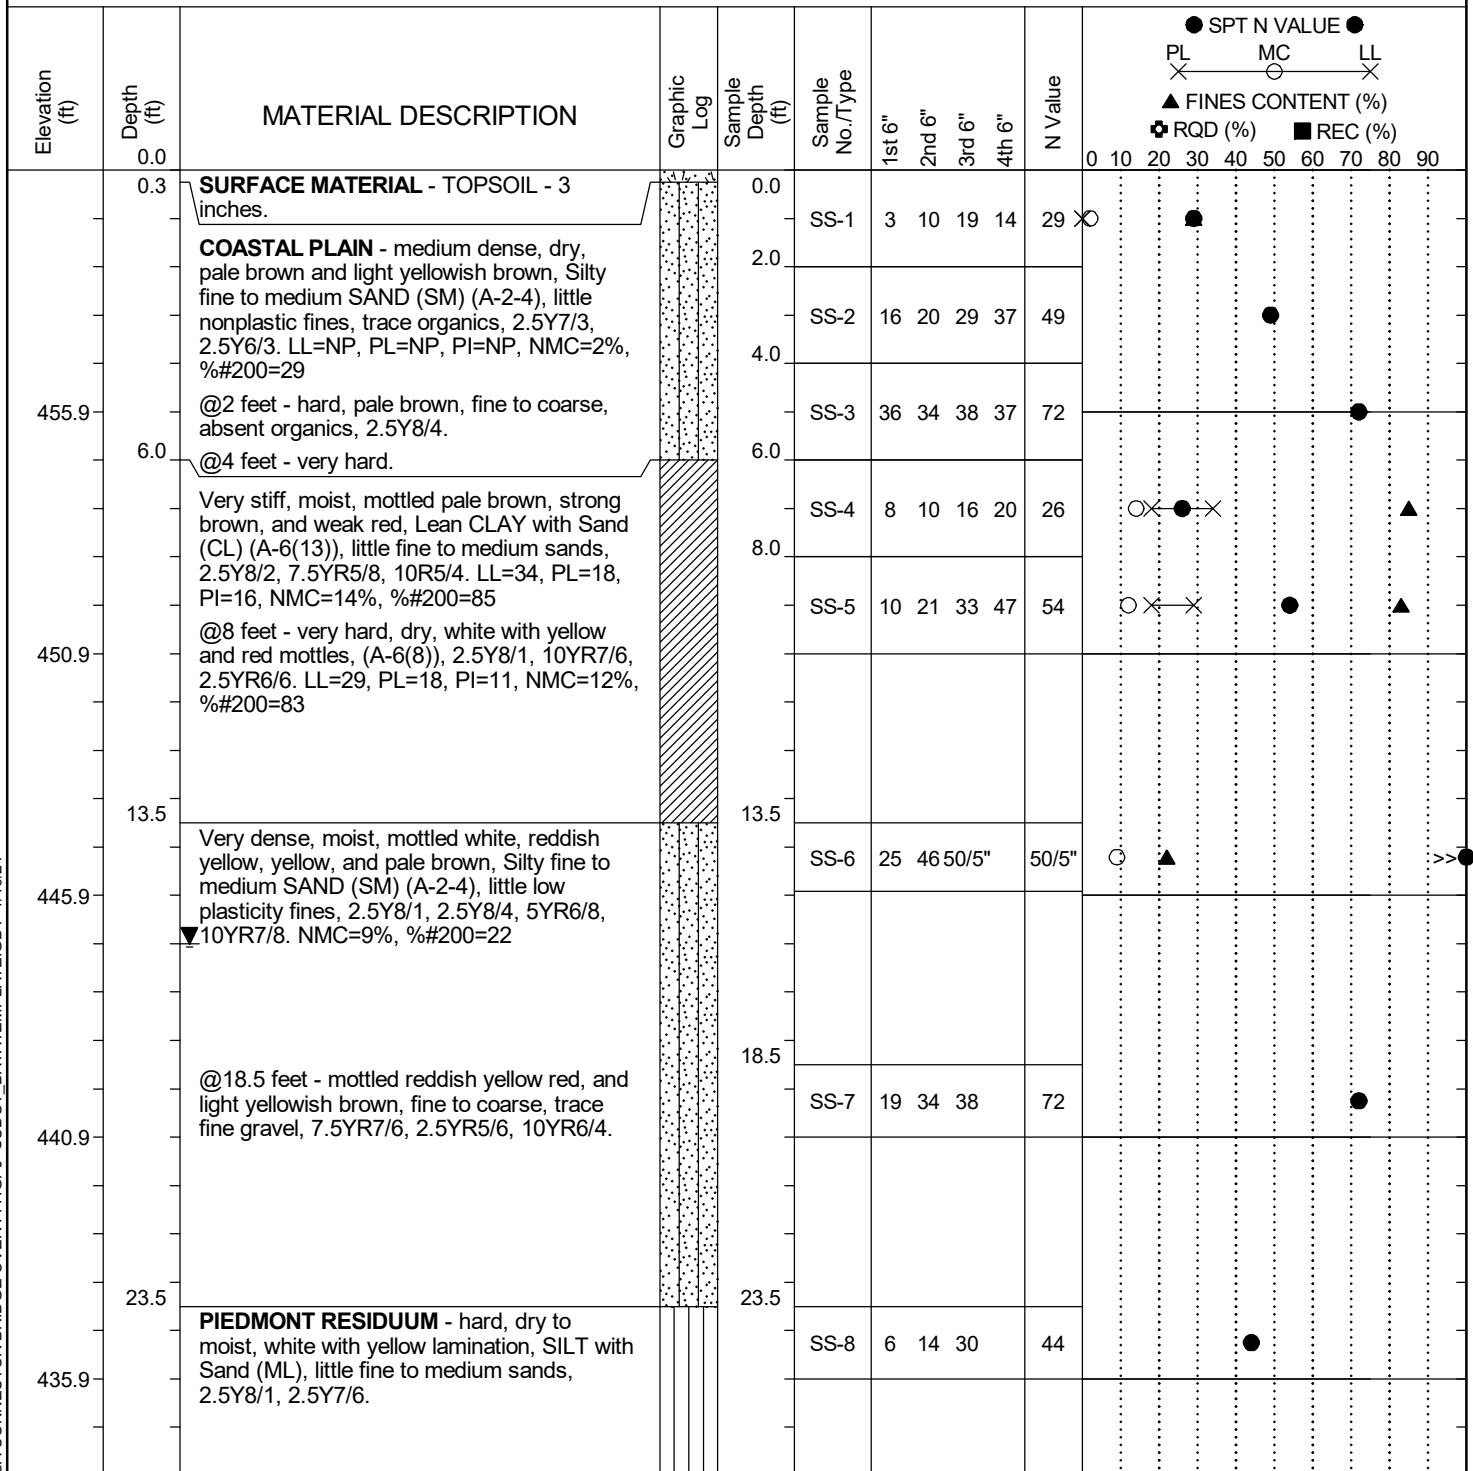 ● SPT N VALUE ●
PL MC LL
▲ FINES CONTENT (%)
RQD (%) ■ REC (%)
Elevation (ft)
Depth (ft)
MATERIAL DESCRIPTION
Graphic Log
Sample Depth (ft)
Sample No./Type
1st 6"
2nd 6"
3rd 6"
4th 6"
N Value
0.0
0 10 20 30 40 50 60 70 80 90
0.3
SURFACE MATERIAL - TOPSOIL - 3
inches.
0.0
SS-1 3 10 19 14 29
COASTAL PLAIN - medium dense, dry,
pale brown and light yellowish brown, Silty
fine to medium SAND (SM) (A-2-4), little
nonplastic fines, trace organics, 2.5Y7/3,
2.5Y6/3. LL=NP, PL=NP, PI=NP, NMC=2%,
%#200=29
2.0
SS-2 16 20 29 37 49
4.0
@2 feet - hard, pale brown, fine to coarse,
absent organics, 2.5Y8/4.
455.9
SS-3 36 34 38 37 72
6.0
@4 feet - very hard.
6.0
Very stiff, moist, mottled pale brown, strong
brown, and weak red, Lean CLAY with Sand
(CL) (A-6(13)), little fine to medium sands,
2.5Y8/2, 7.5YR5/8, 10R5/4. LL=34, PL=18,
PI=16, NMC=14%, %#200=85
SS-4 8 10 16 20 26
8.0
@8 feet - very hard, dry, white with yellow
and red mottles, (A-6(8)), 2.5Y8/1, 10YR7/6,
2.5YR6/6. LL=29, PL=18, PI=11, NMC=12%,
%#200=83
SS-5 10 21 33 47 54
450.9
13.5
13.5
Very dense, moist, mottled white, reddish
yellow, yellow, and pale brown, Silty fine to
medium SAND (SM) (A-2-4), little low
plasticity fines, 2.5Y8/1, 2.5Y8/4, 5YR6/8,
10YR7/8. NMC=9%, %#200=22
SS-6 25 46 50/5" 50/5" >>
445.9
18.5
@18.5 feet - mottled reddish yellow red, and
light yellowish brown, fine to coarse, trace
fine gravel, 7.5YR7/6, 2.5YR5/6, 10YR6/4.
SS-7 19 34 38 72
440.9
23.5
23.5
PIEDMONT RESIDUUM - hard, dry to
moist, white with yellow lamination, SILT with
Sand (ML), little fine to medium sands,
2.5Y8/1, 2.5Y7/6.
SS-8 6 14 30 44
435.9